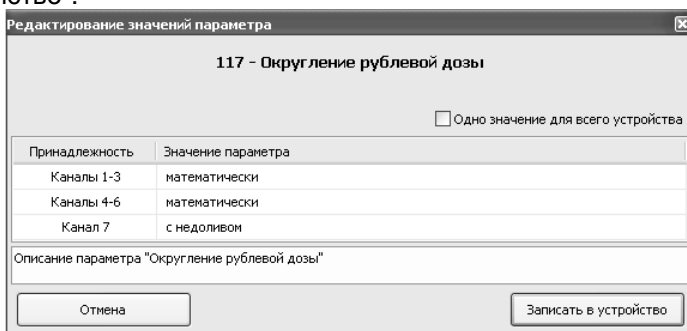 Редактирование значений параметра
117 - Округление рублевой дозы
Одно значение для всего устройства
Принадлежность Значение параметра
Каналы 1-3 математически
Каналы 4-6 математически
Канал 7 с недоливом
Описание параметра "Округление рублевой дозы"
Отмена Записать в устройство